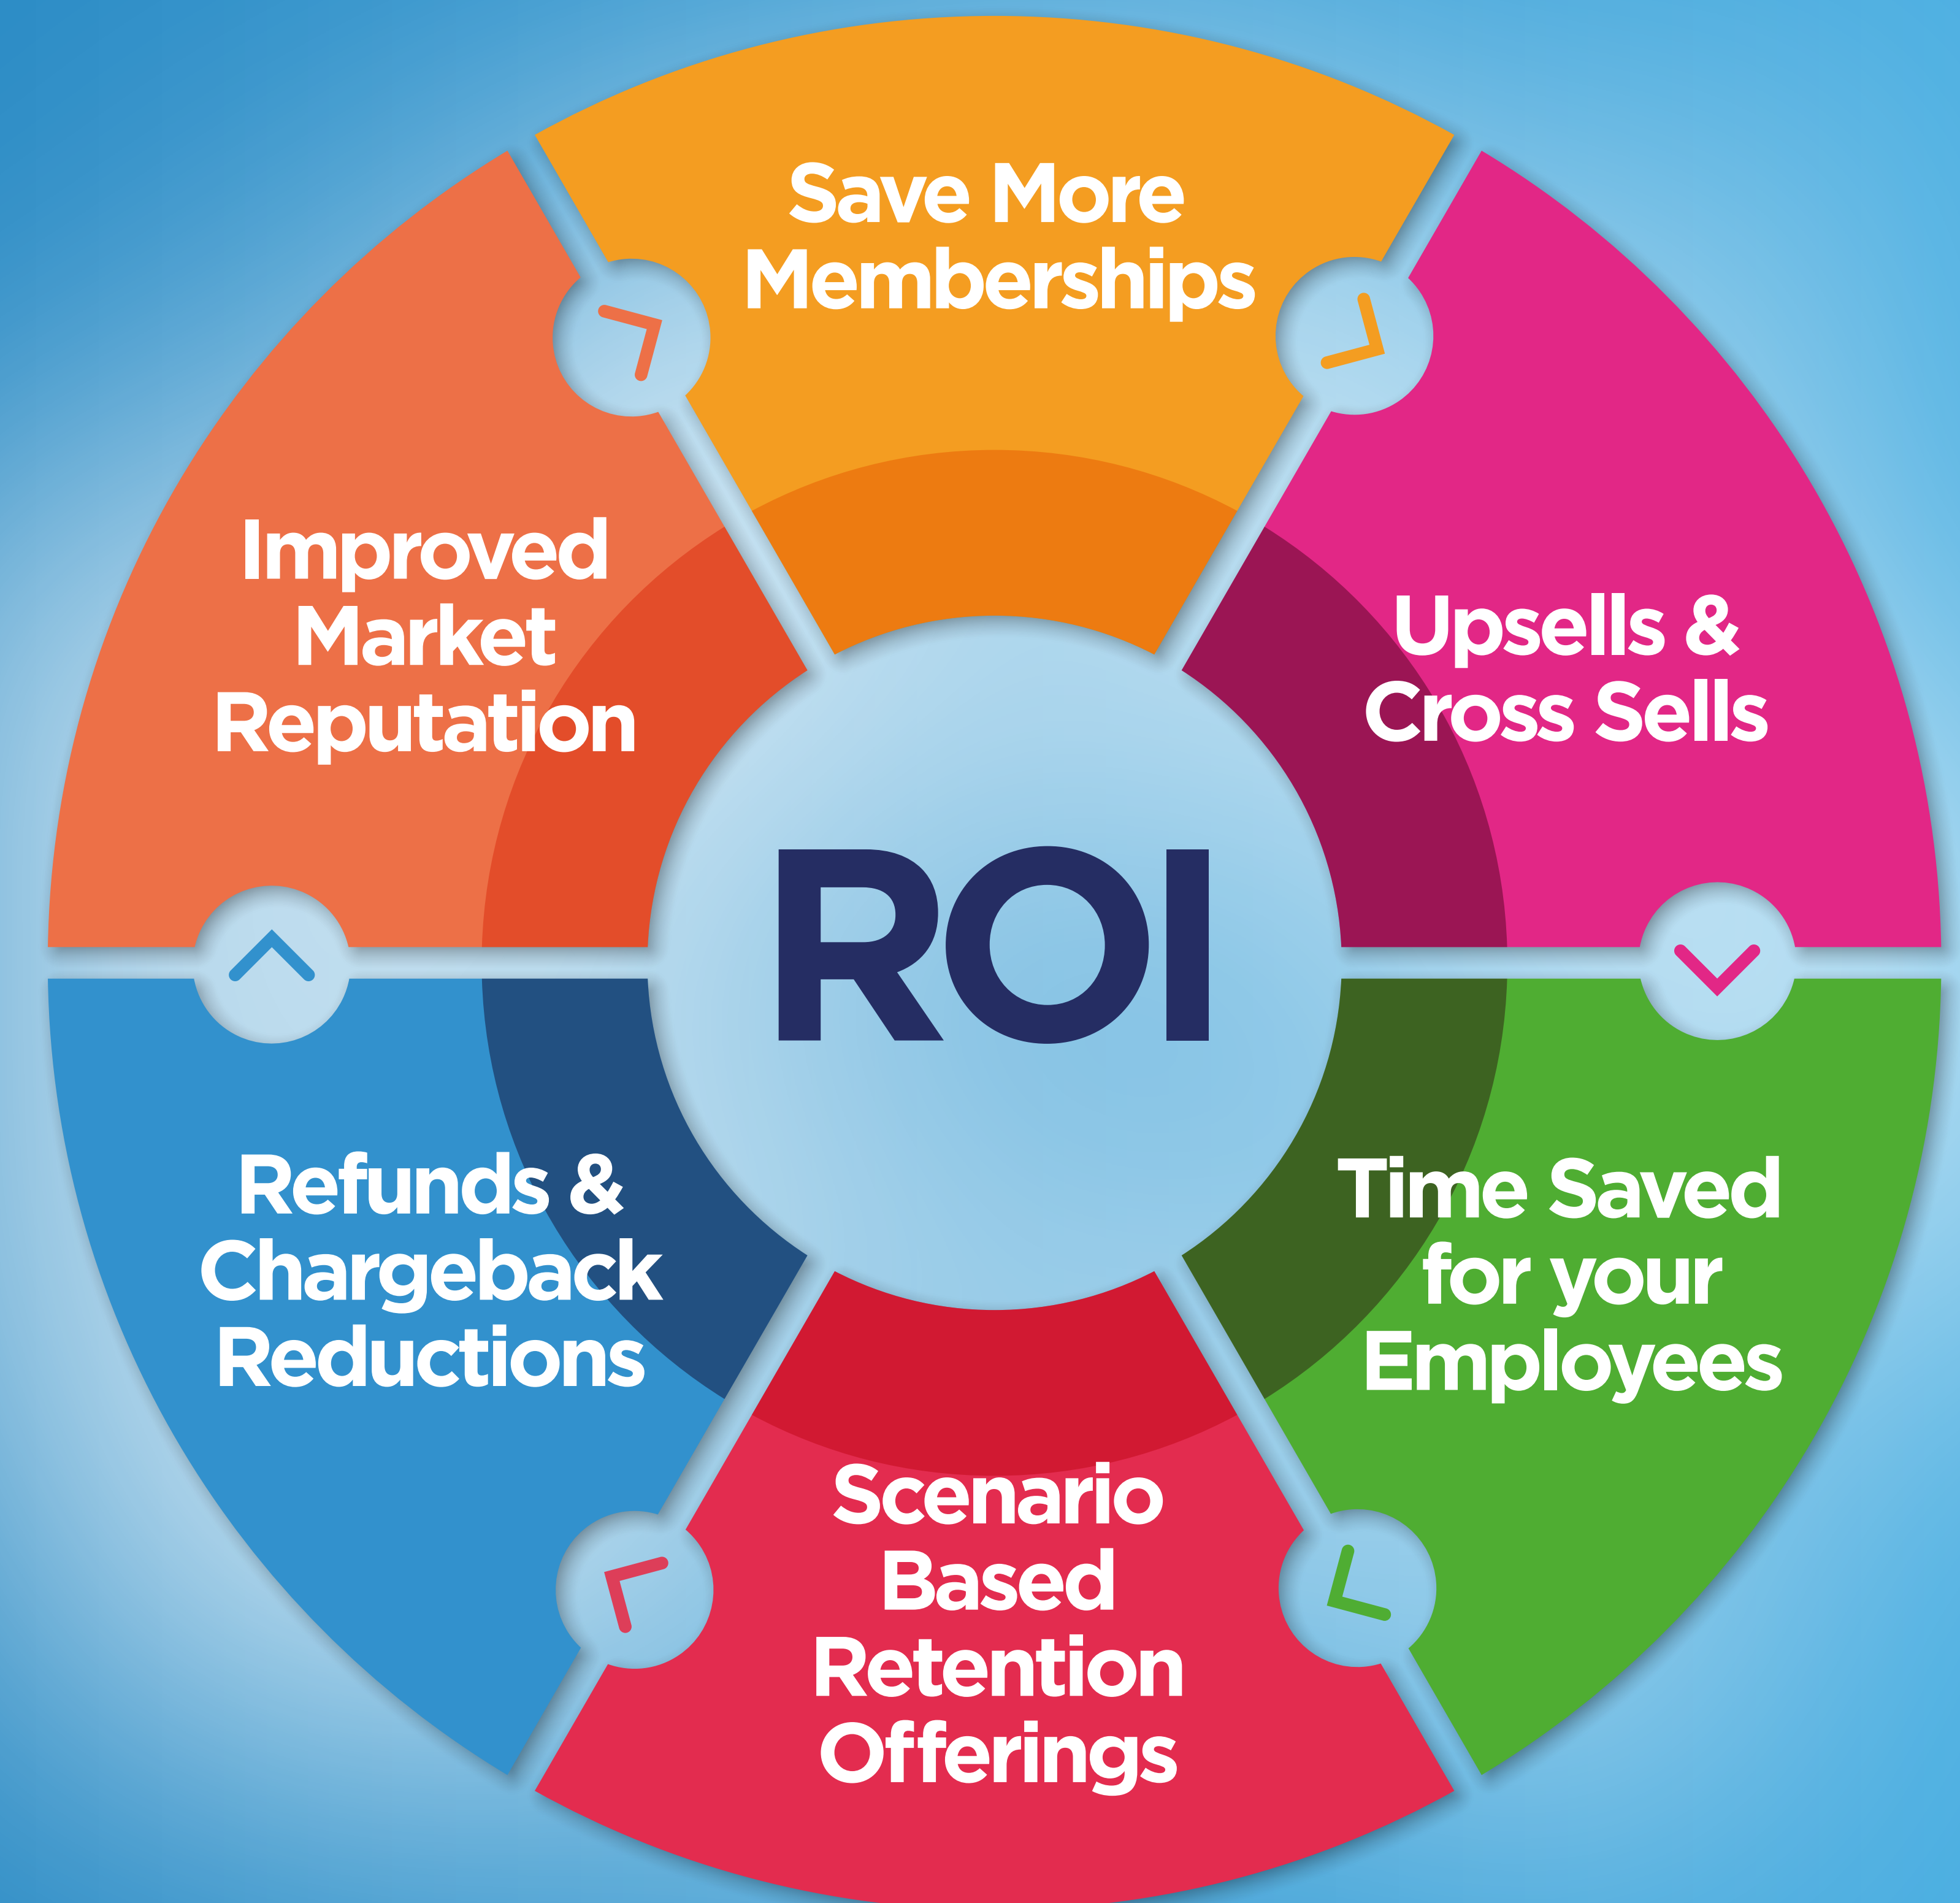 Save More
Memberships
Upsells &
Cross Sells
Time Saved
for your
Employees
Scenario
Based
Retention
Offerings
Refunds &
Chargeback
Reductions
Improved
Market
Reputation
ROI